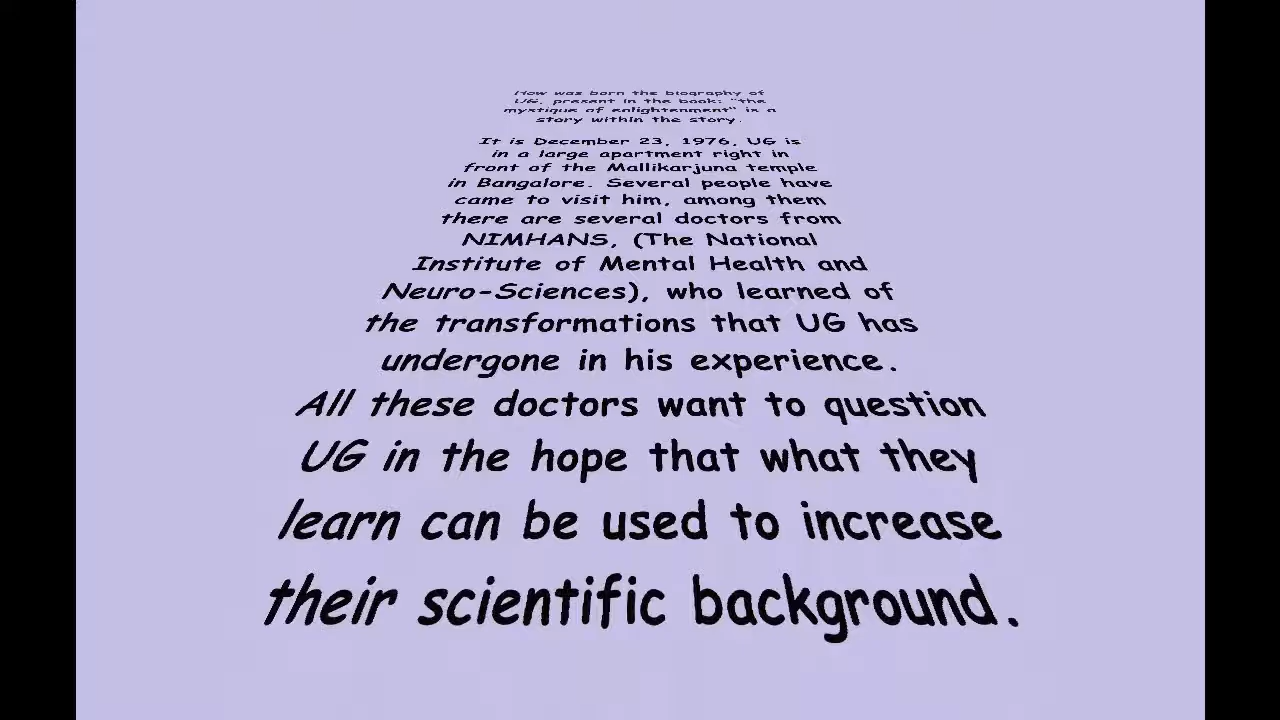 How was born the biography of
UG, present in the book: "the
mystique of enlightenment" is a
story within the story.
It is December 23, 1976, UG is
in a large apartment right in
front of the Mallikarjuna temple
in Bangalore. Several people have
came to visit him, among them
there are several doctors from
NIMHANS, (The National
Institute of Mental Health and
Neuro-Sciences), who learned of
the transformations that UG has
undergone in his experience.
All these doctors want to question
UG in the hope that what they
learn can be used to increase
their scientific background.